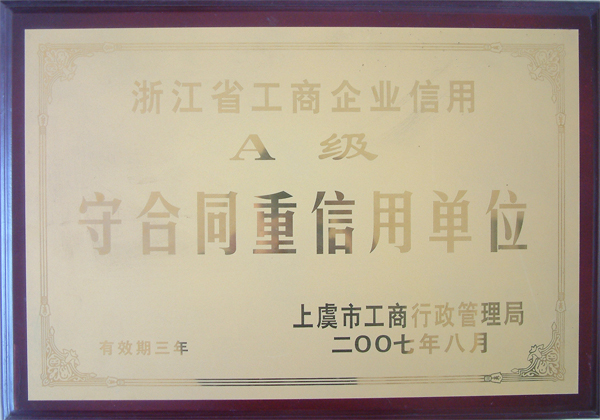 浙江省工商企业信用
A 级
守合同重信用单位
上虞市工商行政管理局
有效期三年
二OO七年八月